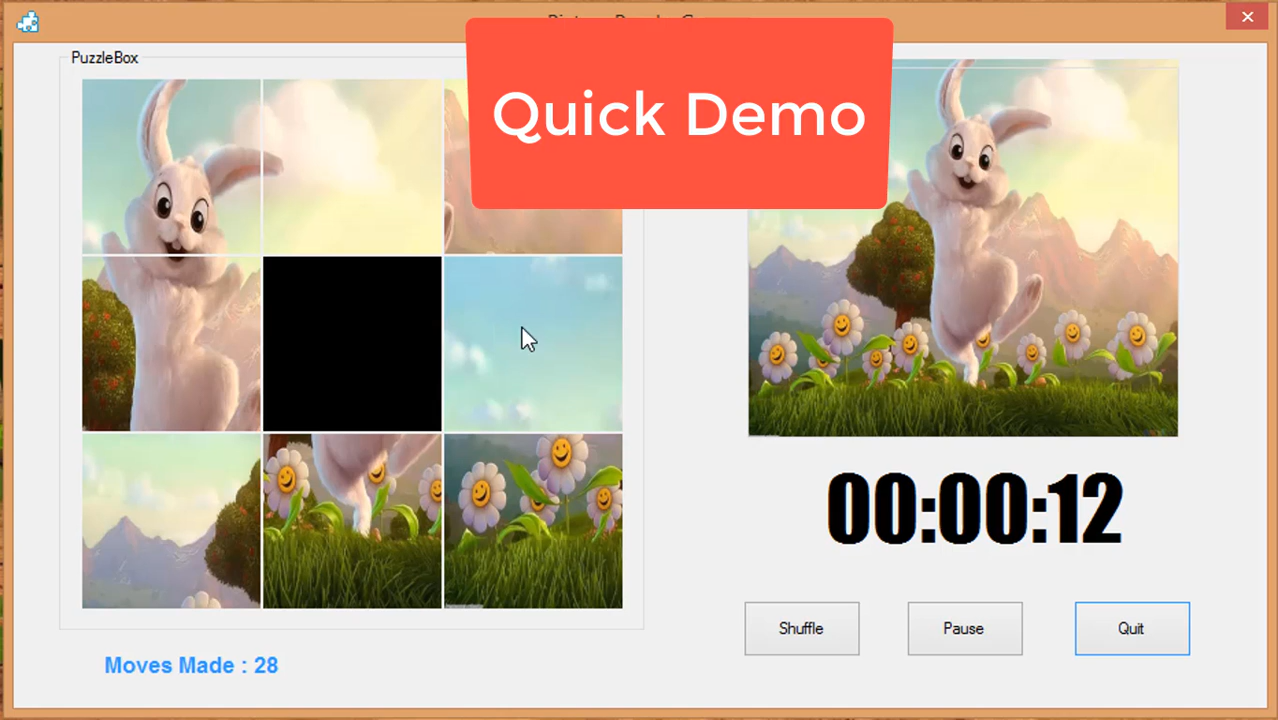 PuzzleBox
Quick Demo
00:00:12
Shuffle
Pause
Quit
Moves Made : 28